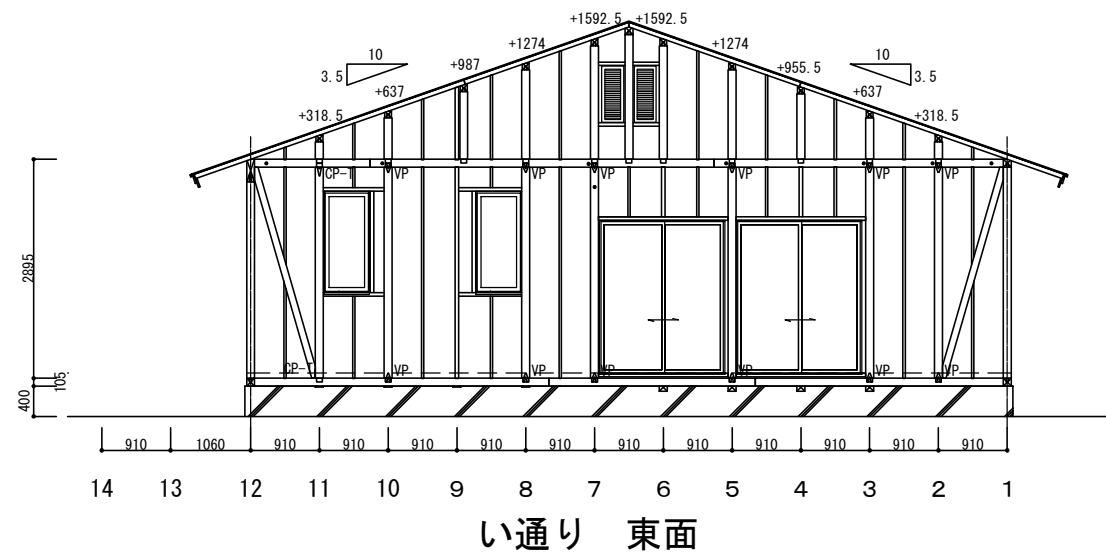 +1592.5 +1592.5
+1274 +1274
10 10
+987 +955.5
3.5 3.5
+637 +637
+318.5 +318.5
CP-T VP VP VP VP VP VP
2895
CP-T VP VP VP VP VP VP
105
400
910 1060 910 910 910 910 910 910 910 910 910 910 910
14 13 12 11 10 9 8 7 6 5 4 3 2 1
い通り 東面